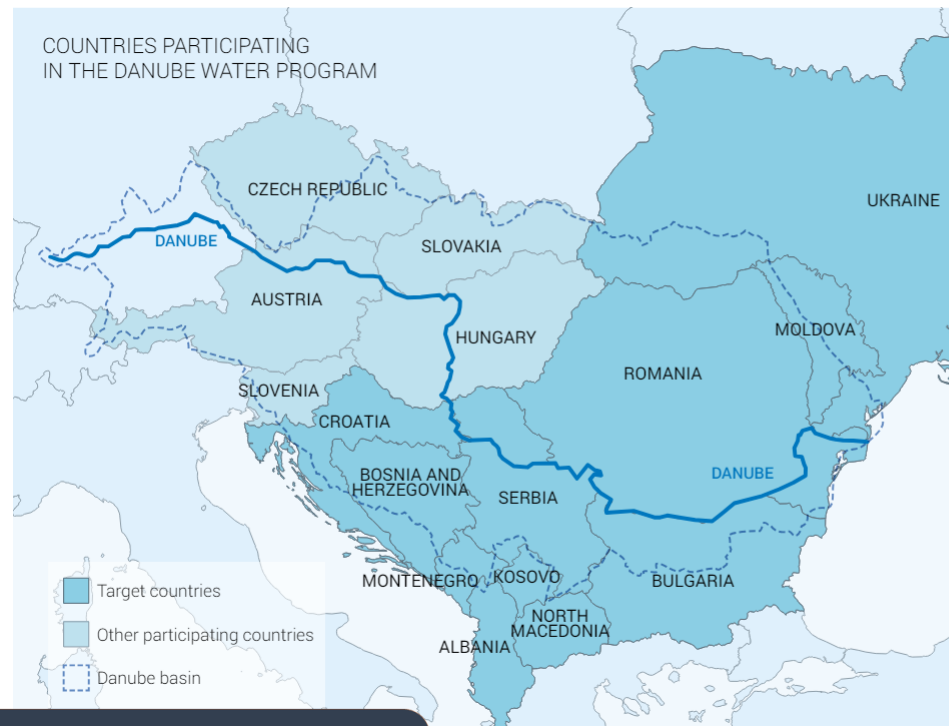 COUNTRIES PARTICIPATING
IN THE DANUBE WATER PROGRAM
CZECH REPUBLIC
UKRAINE
DANUBE
SLOVAKIA
AUSTRIA
HUNGARY
MOLDOVA
ROMANIA
SLOVENIA
CROATIA
BOSNIA AND
HERZEGOVINA
SERBIA
DANUBE
MONTENEGRO
KOSOVO
BULGARIA
NORTH
MACEDONIA
ALBANIA
Target countries
Other participating countries
Danube basin